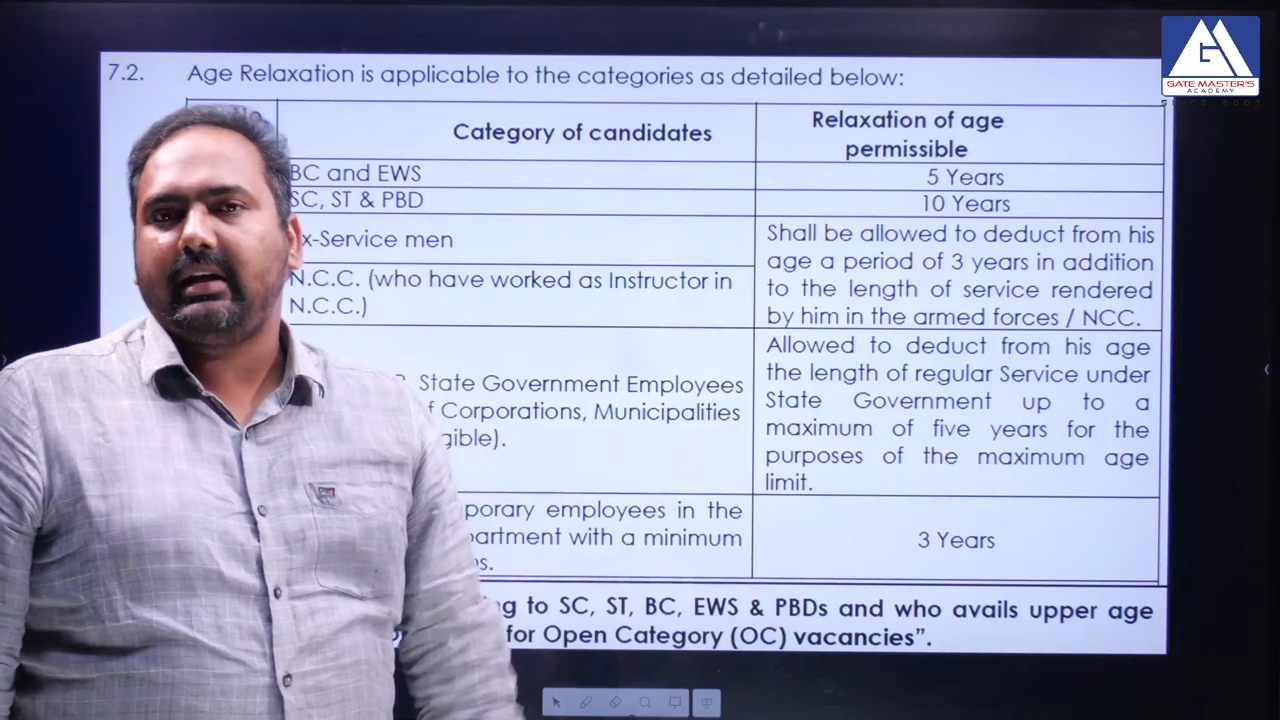 7.2. Age Relaxation is applicable to the categories as detailed below:
Category of candidates
Relaxation of age
permissible
BC and EWS
5 Years
SC, ST & PBD
10 Years
x-Service men
N.C.C. (who have worked as Instructor in
N.C.C.)
Shall be allowed to deduct from his
age a period of 3 years in addition
to the length of service rendered
by him in the armed forces / NCC.
State Government Employees
f Corporations, Municipalities
gible).
Allowed to deduct from his age
the length of regular Service under
State Government up to a
maximum of five years for the
purposes of the maximum age
limit.
porary employees in the
partment with a minimum
s.
3 Years
ng to SC, ST, BC, EWS & PBDs and who avails upper age
for Open Category (OC) vacancies”.
GATE MASTER'S
ACADEMY
SINCE 2007